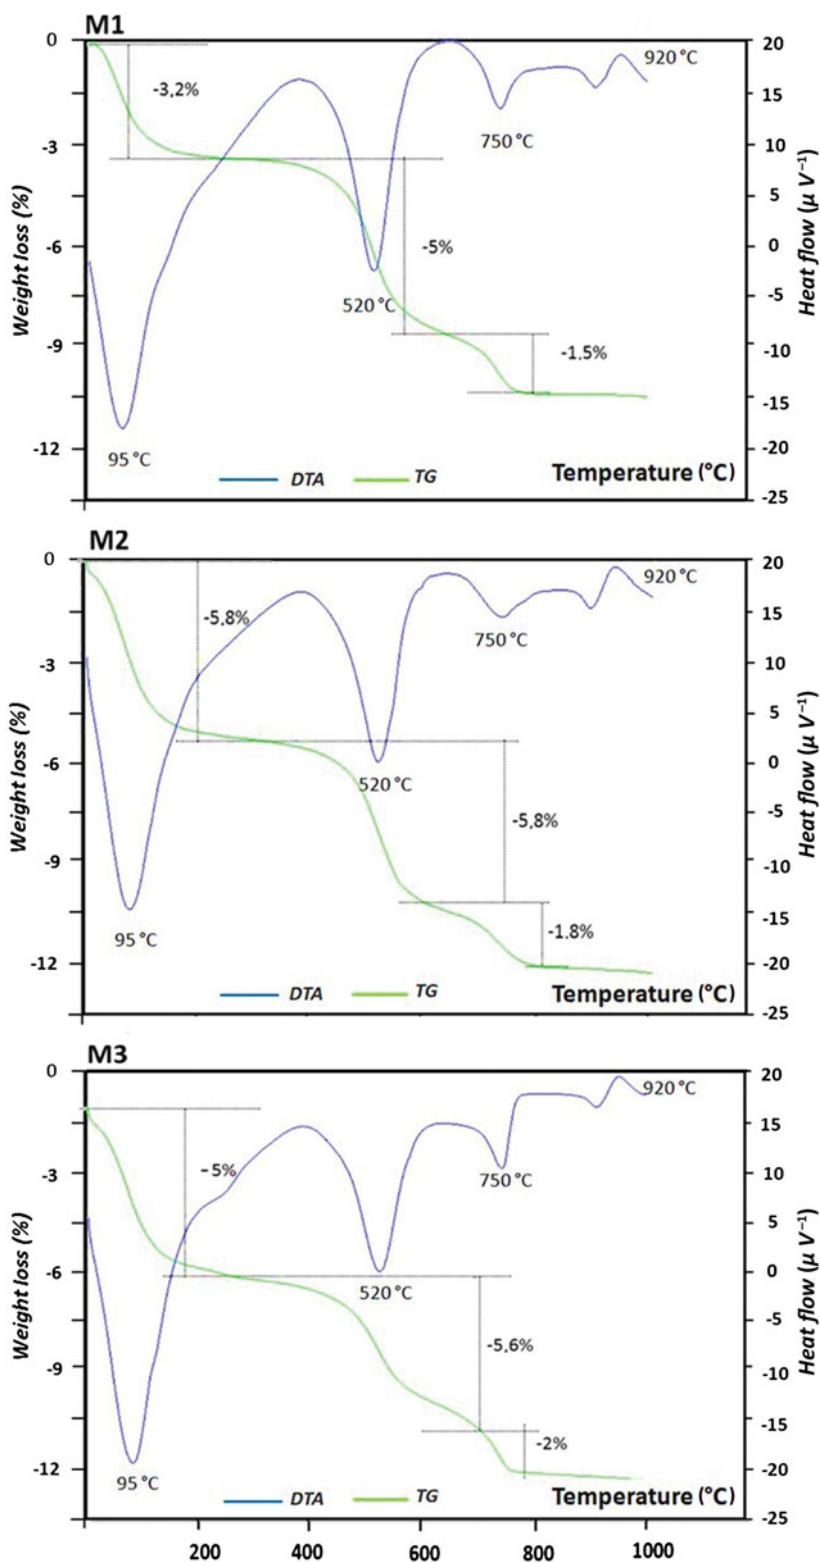 M1
0
20
920 °C
-3,2%
15
750 °C
-3
10
5
-5%
-6
0
520 °C
-5
-9
-10
-1.5%
-15
-12
-20
95 °C
DTA
TG
Temperature (°C)
-25
Weight loss (%)
Heat flow (µ V⁻¹)
M2
0
20
920 °C
-5,8%
15
750 °C
-3
10
5
-6
0
520 °C
-5
-5,8%
-9
-10
-15
-1.8%
95 °C
-12
-20
DTA
TG
Temperature (°C)
-25
Weight loss (%)
Heat flow (µ V⁻¹)
M3
0
20
920 °C
15
-5%
-3
10
750 °C
5
-6
0
520 °C
-5
-5,6%
-9
-10
-15
-2%
-12
-20
95 °C
DTA
TG
Temperature (°C)
-25
Weight loss (%)
Heat flow (µ V⁻¹)
200
400
600
800
1000